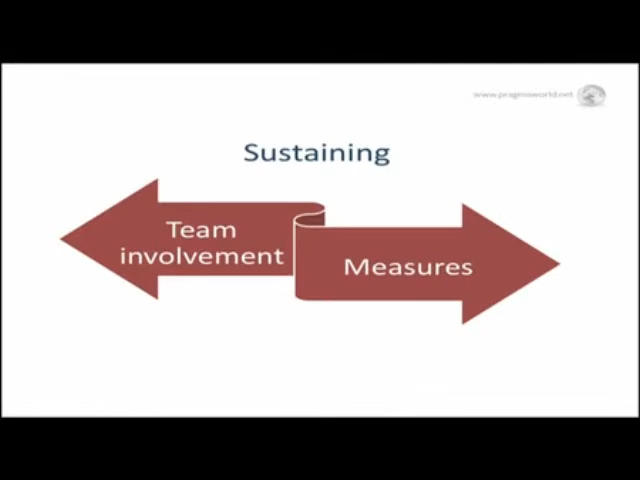 www.pragmaworld.net
Sustaining
Team
involvement
Measures